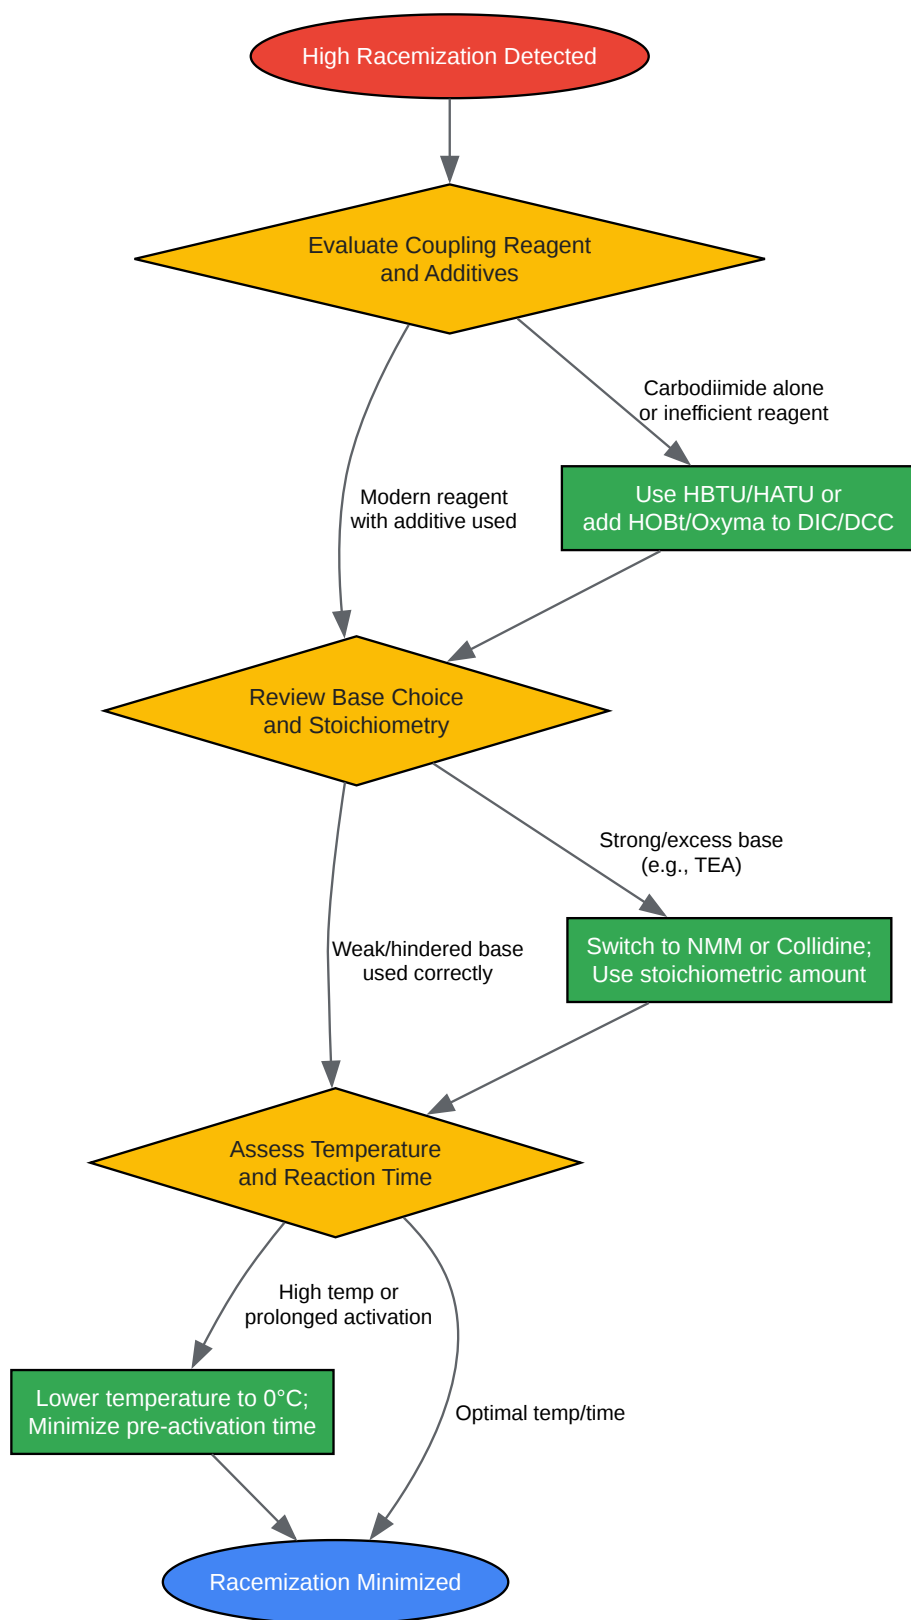 High Racemization Detected
Evaluate Coupling Reagent
and Additives
Carbodiimide alone
or inefficient reagent
Modern reagent
with additive used
Use HBTU/HATU or
add HOBt/Oxyma to DIC/DCC
Review Base Choice
and Stoichiometry
Strong/excess base
(e.g., TEA)
Weak/hindered base
used correctly
Switch to NMM or Collidine;
Use stoichiometric amount
Assess Temperature
and Reaction Time
High temp or
prolonged activation
Lower temperature to 0°C;
Minimize pre-activation time
Optimal temp/time
Racemization Minimized